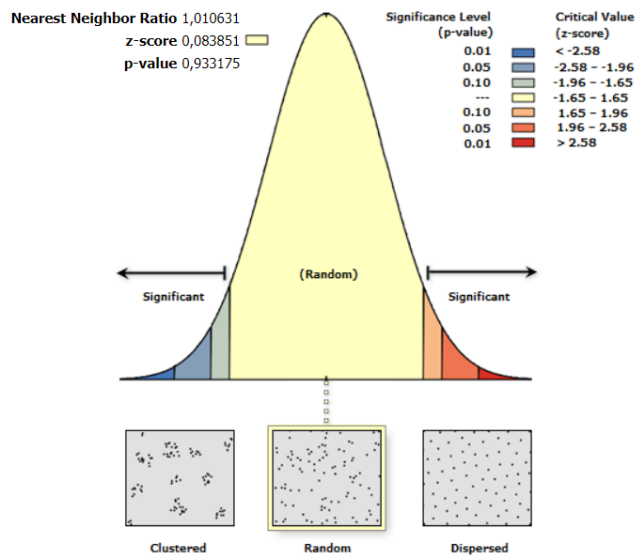 Nearest Neighbor Ratio 1,010631
z-score 0,083851
p-value 0,933175
Significance Level Critical Value
(p-value) (z-score)
0.01 < -2.58
0.05 -2.58 – -1.96
0.10 -1.96 – -1.65
--- -1.65 – 1.65
0.10 1.65 – 1.96
0.05 1.96 – 2.58
0.01 > 2.58
(Random)
Significant Significant
Clustered Random Dispersed